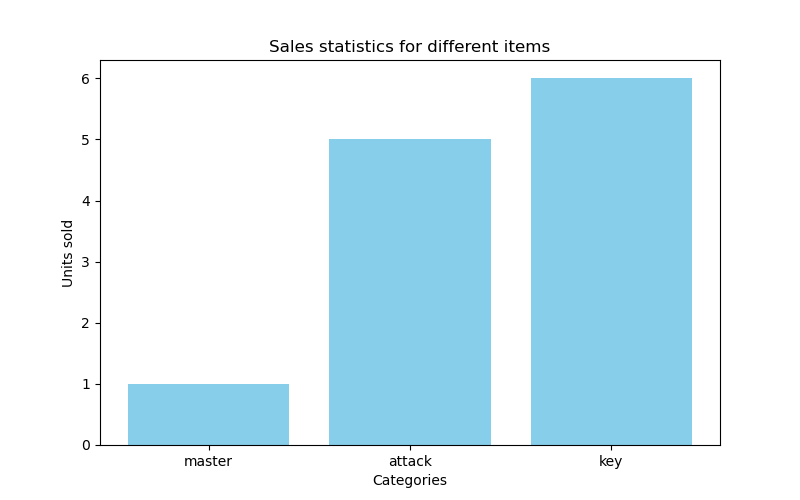 Sales statistics for different items
6
5
4
3
2
1
0
Units sold
master attack key
Categories